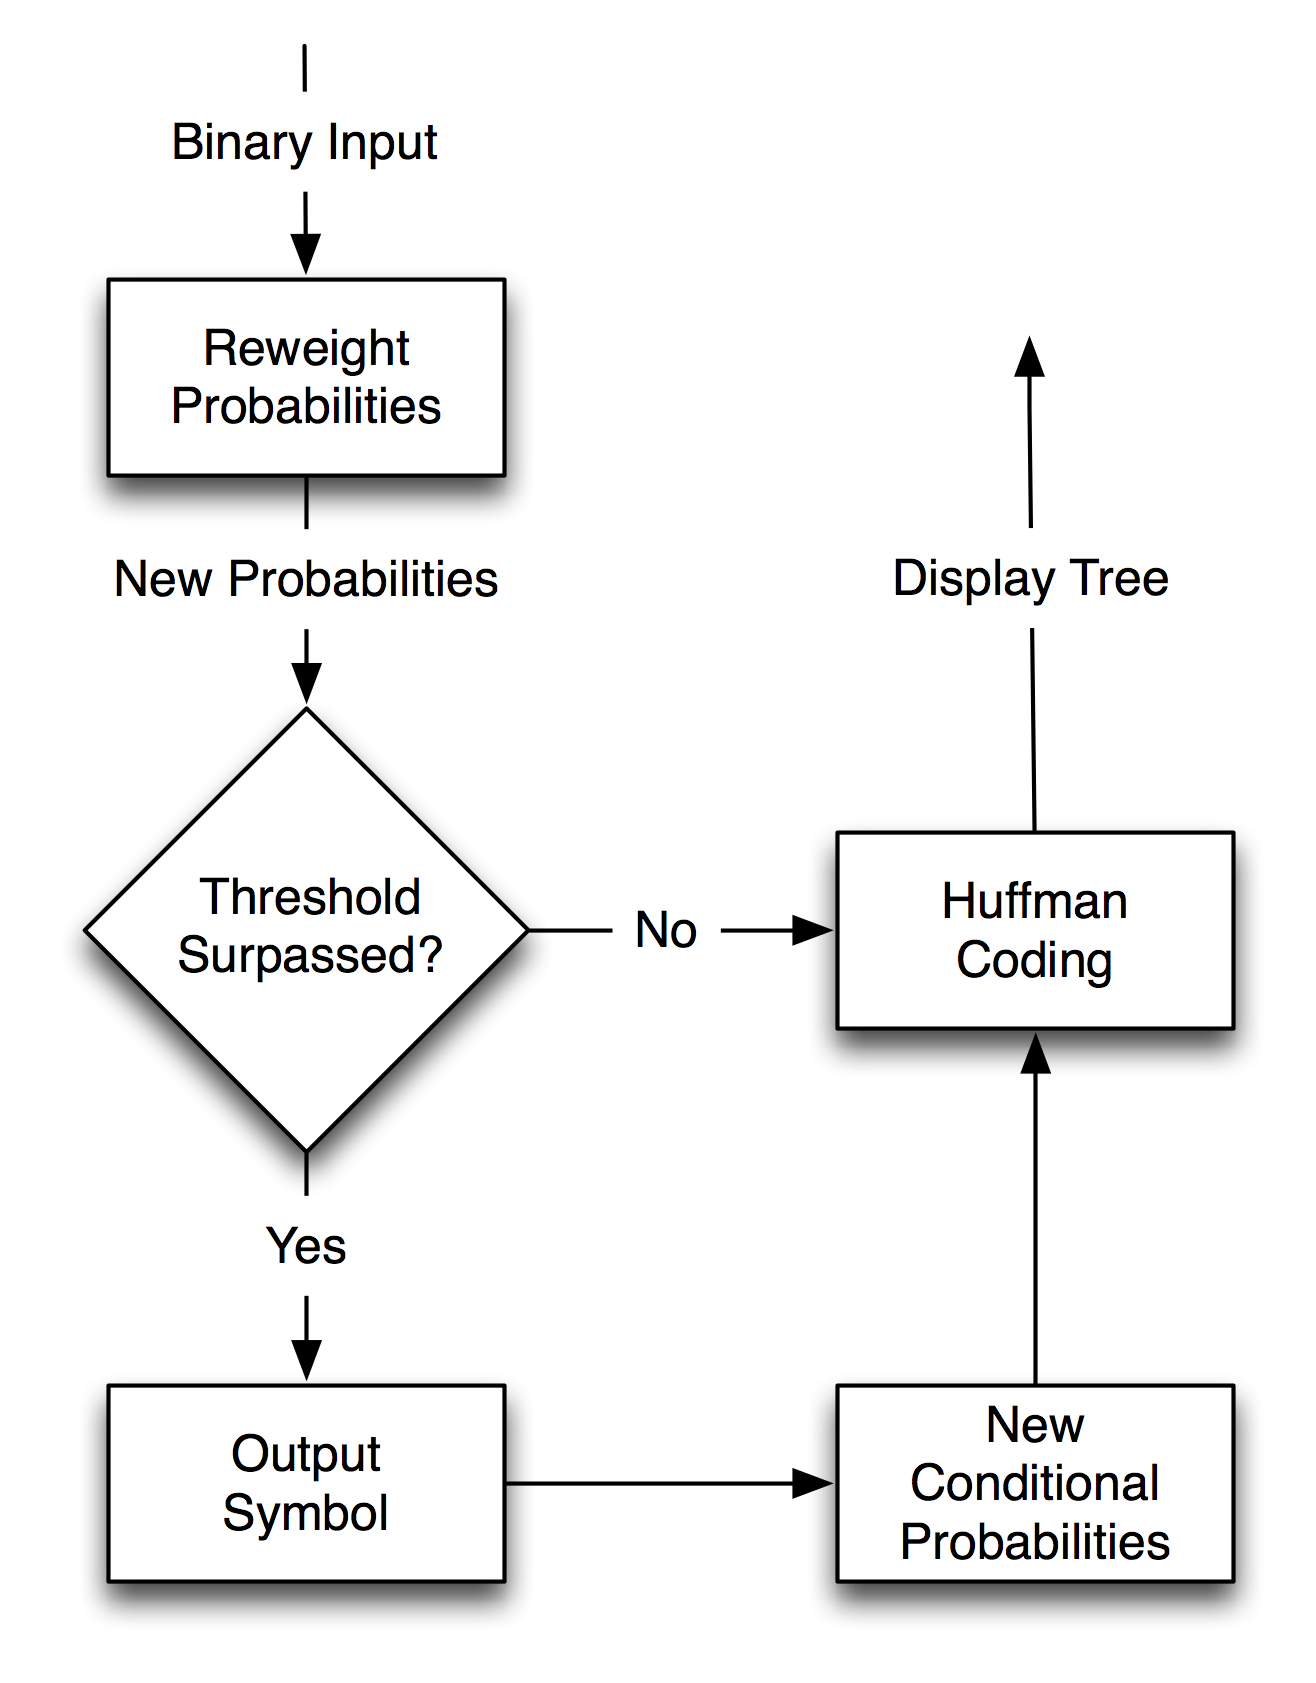 Binary Input
Reweight
Probabilities
New Probabilities
Display Tree
Threshold
Surpassed?
No
Huffman
Coding
Yes
Output
Symbol
New
Conditional
Probabilities